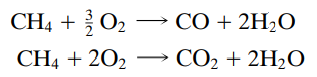 CH₄ + 3/2 O₂ ⟶ CO + 2H₂O
CH₄ + 2O₂ ⟶ CO₂ + 2H₂O